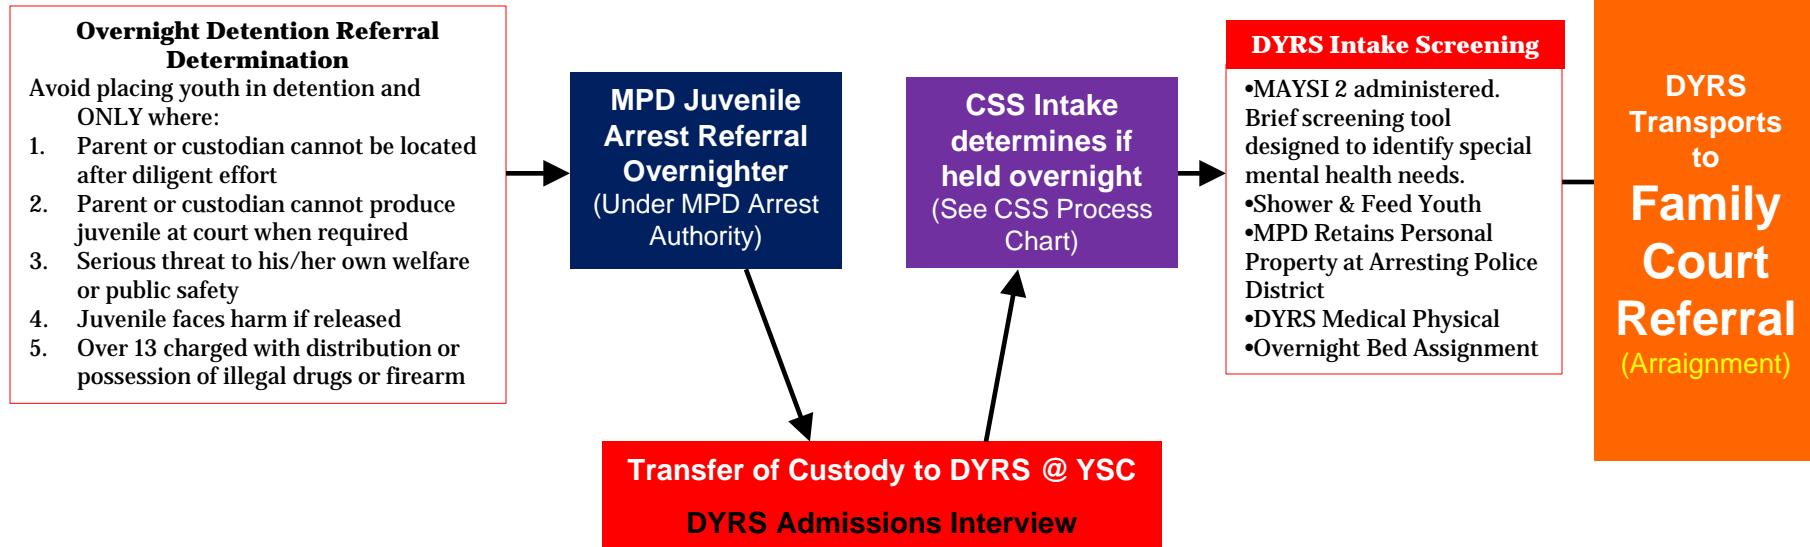 Overnight Detention Referral
Determination
Avoid placing youth in detention and
ONLY where:
1. Parent or custodian cannot be located
after diligent effort
2. Parent or custodian cannot produce
juvenile at court when required
3. Serious threat to his/her own welfare
or public safety
4. Juvenile faces harm if released
5. Over 13 charged with distribution or
possession of illegal drugs or firearm
MPD Juvenile
Arrest Referral
Overnighter
(Under MPD Arrest
Authority)
Transfer of Custody to DYRS @ YSC
DYRS Admissions Interview
CSS Intake
determines if
held overnight
(See CSS Process
Chart)
DYRS Intake Screening
•MAYSI 2 administered.
Brief screening tool
designed to identify special
mental health needs.
•Shower & Feed Youth
•MPD Retains Personal
Property at Arresting Police
District
•DYRS Medical Physical
•Overnight Bed Assignment
DYRS
Transports
to
Family
Court
Referral
(Arraignment)